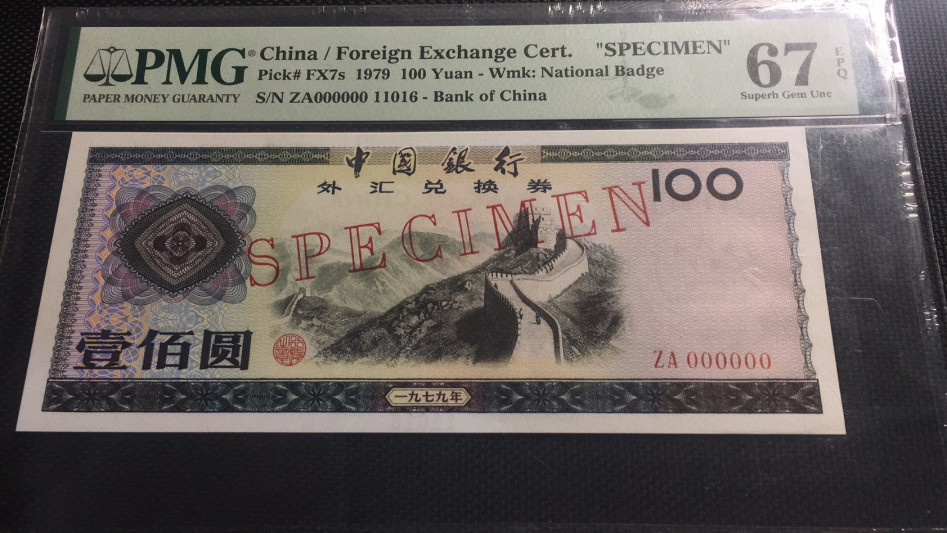 PMG® China / Foreign Exchange Cert. "SPECIMEN" 67 EPQ
PAPER MONEY GUARANTY Pick# FX7s 1979 100 Yuan - Wmk: National Badge Superb Gem Unc
S/N ZA000000 11016 - Bank of China
中國銀行
外汇兑换券 100
SPECIMEN
壹佰圆
ZA 000000
一九七九年